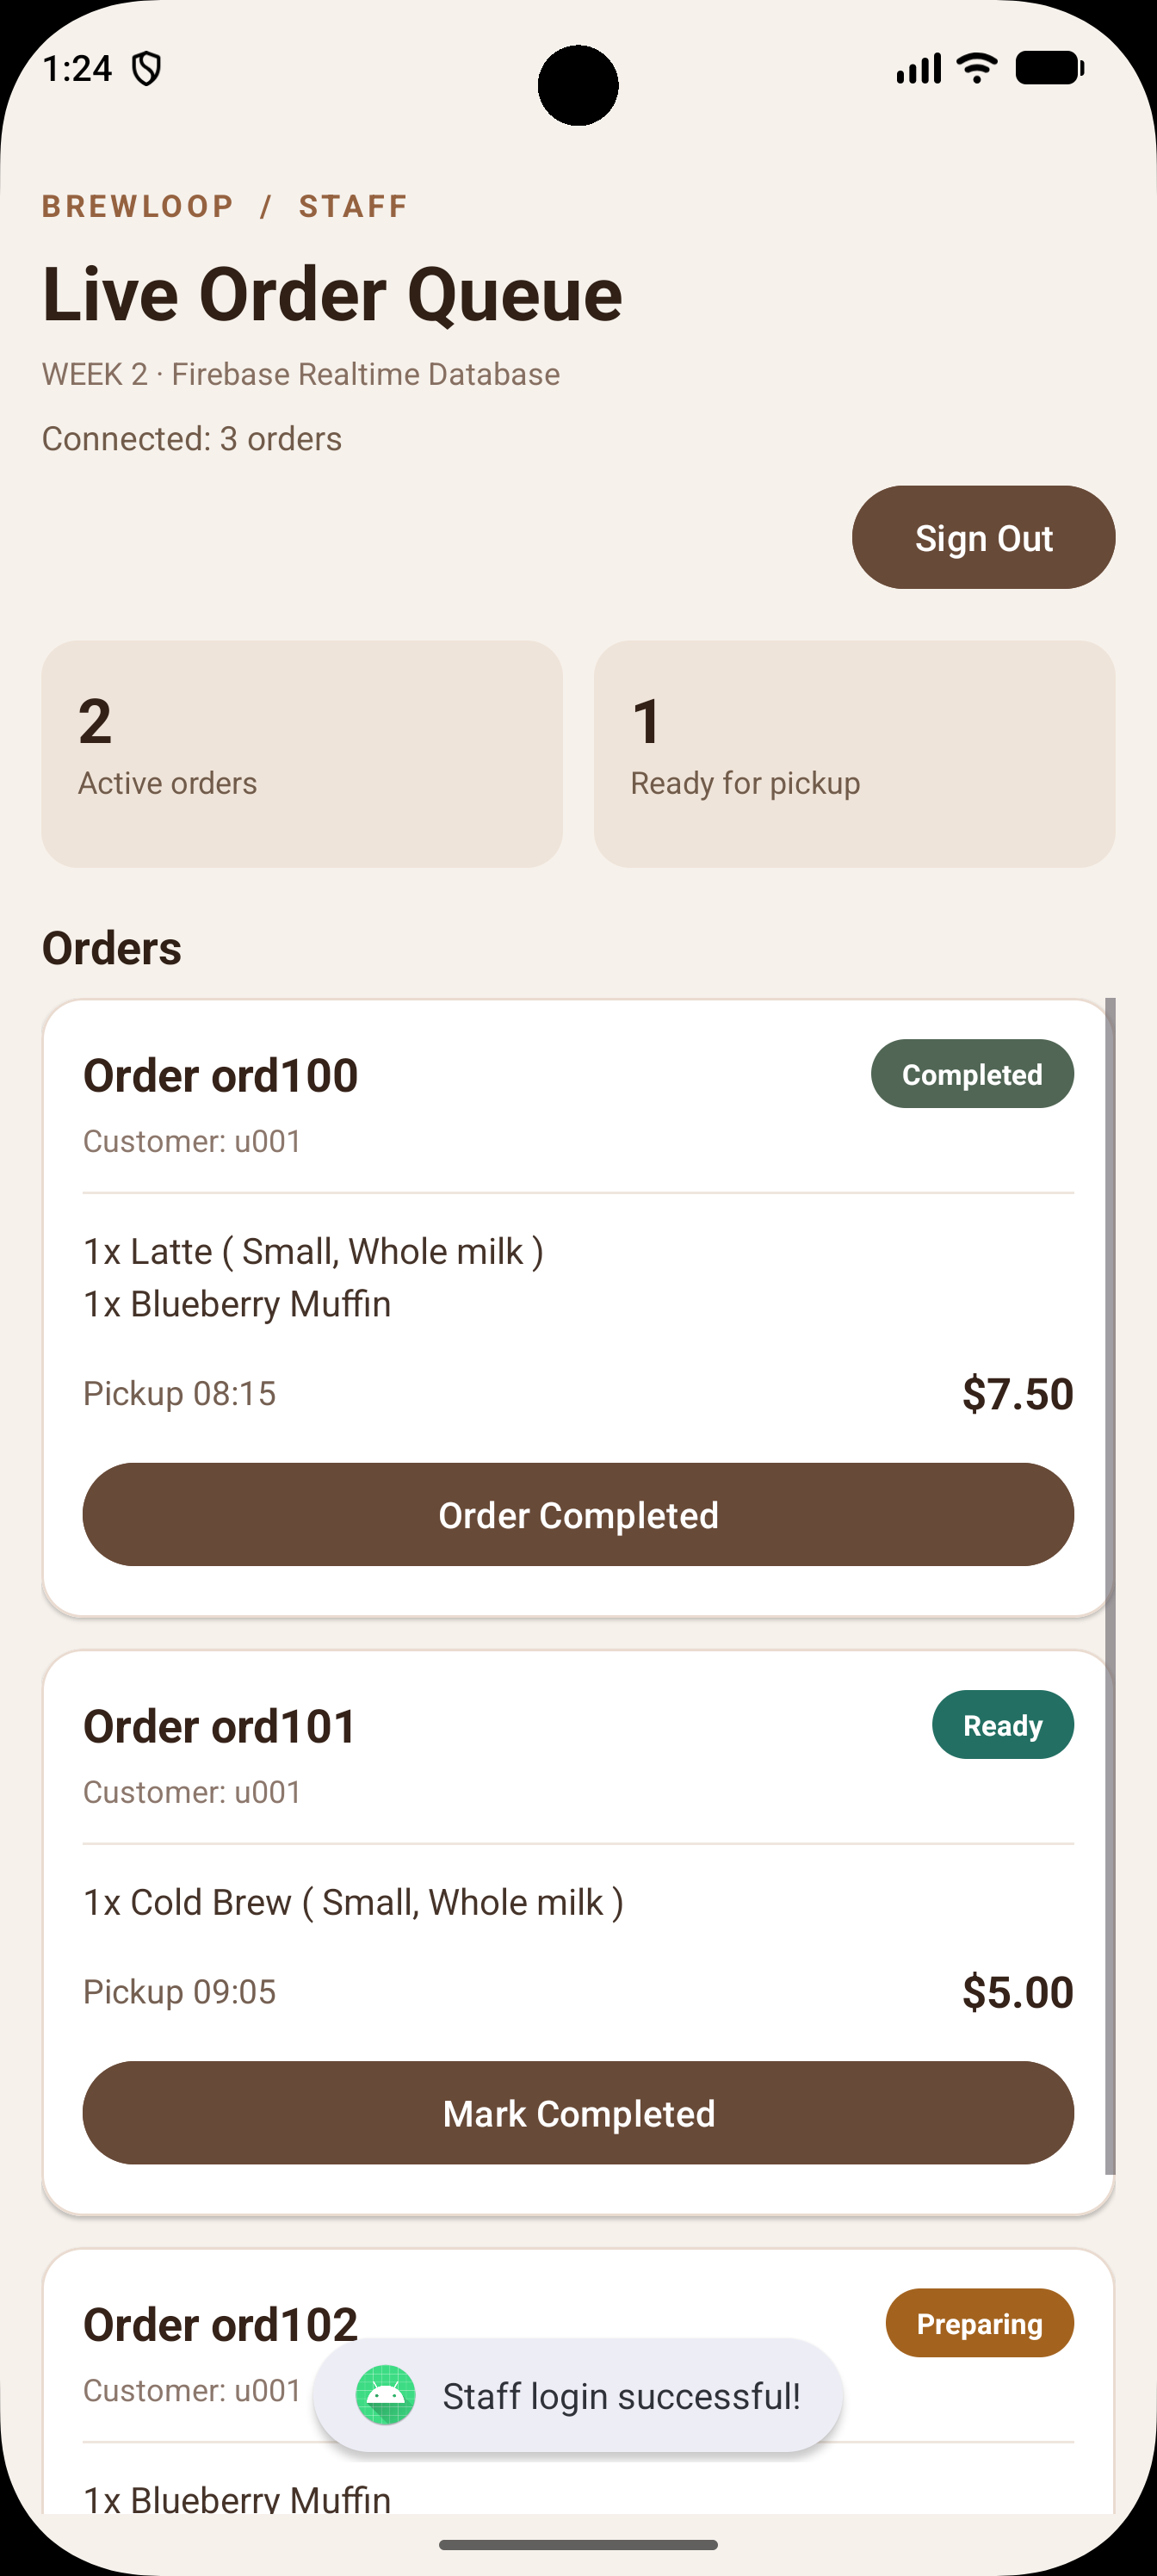 1:24
BREWLOOP / STAFF
Live Order Queue
WEEK 2 · Firebase Realtime Database
Connected: 3 orders
Sign Out
2
Active orders
1
Ready for pickup
Orders
Order ord100
Completed
Customer: u001
1x Latte ( Small, Whole milk )
1x Blueberry Muffin
Pickup 08:15
$7.50
Order Completed
Order ord101
Ready
Customer: u001
1x Cold Brew ( Small, Whole milk )
Pickup 09:05
$5.00
Mark Completed
Order ord102
Preparing
Customer: u001
Staff login successful!
1x Blueberry Muffin